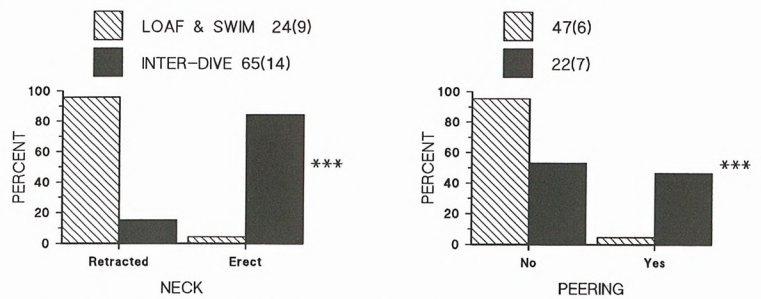 LOAF & SWIM 24(9)
INTER-DIVE 65(14)
100
80
60
40
20
0
PERCENT
Retracted Erect
NECK
***
47(6)
22(7)
100
80
60
40
20
0
PERCENT
No Yes
PEERING
***